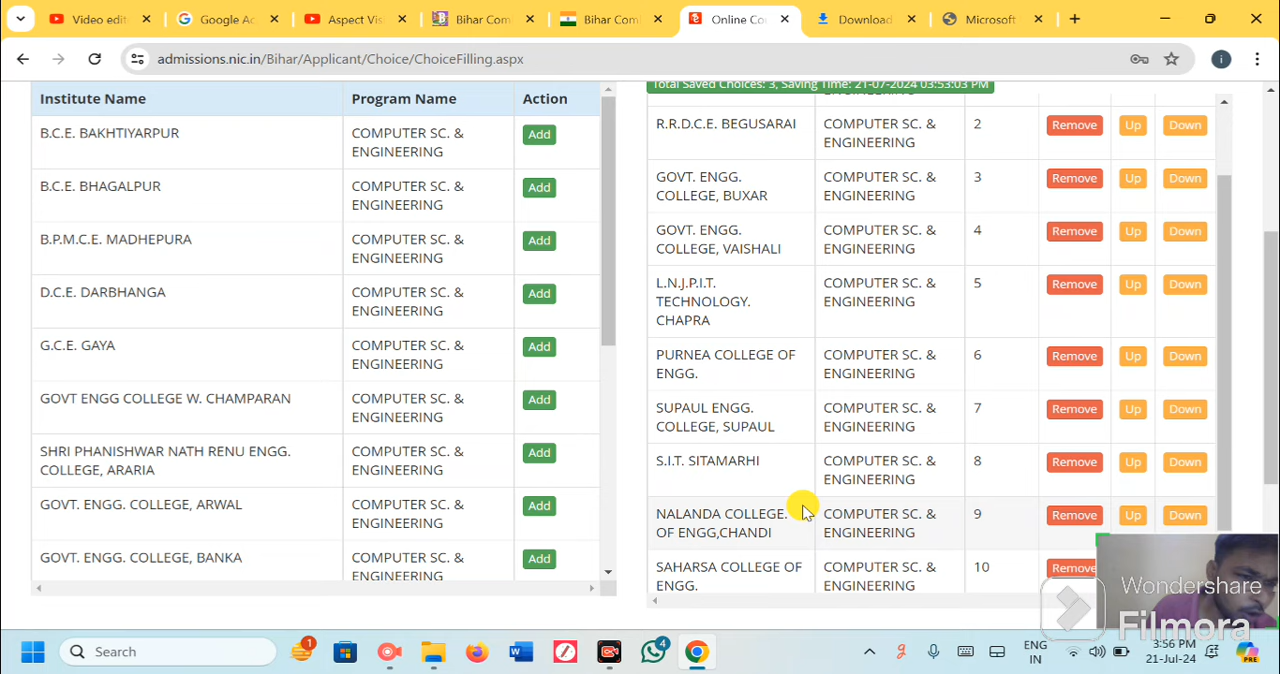 Video edit
Google Ac
Aspect Vis
Bihar Com
Bihar Com
Online Co
Download
Microsoft
admissions.nic.in/Bihar/Applicant/Choice/ChoiceFilling.aspx
i
Institute Name Program Name Action
B.C.E. BAKHTIYARPUR COMPUTER SC. & Add
ENGINEERING
B.C.E. BHAGALPUR COMPUTER SC. & Add
ENGINEERING
B.P.M.C.E. MADHEPURA COMPUTER SC. & Add
ENGINEERING
D.C.E. DARBHANGA COMPUTER SC. & Add
ENGINEERING
G.C.E. GAYA COMPUTER SC. & Add
ENGINEERING
GOVT ENGG COLLEGE W. CHAMPARAN COMPUTER SC. & Add
ENGINEERING
SHRI PHANISHWAR NATH RENU ENGG. COMPUTER SC. & Add
COLLEGE, ARARIA ENGINEERING
GOVT. ENGG. COLLEGE, ARWAL COMPUTER SC. & Add
ENGINEERING
GOVT. ENGG. COLLEGE, BANKA COMPUTER SC. & Add
ENGINEERING
Total Saved Choices: 3, Saving Time: 21-07-2024 03:53:03 PM
ENGINEERING
R.R.D.C.E. BEGUSARAI COMPUTER SC. & 2 Remove Up Down
ENGINEERING
GOVT. ENGG. COMPUTER SC. & 3 Remove Up Down
COLLEGE, BUXAR ENGINEERING
GOVT. ENGG. COMPUTER SC. & 4 Remove Up Down
COLLEGE, VAISHALI ENGINEERING
L.N.J.P.I.T. COMPUTER SC. & 5 Remove Up Down
TECHNOLOGY. ENGINEERING
CHAPRA
PURNEA COLLEGE OF COMPUTER SC. & 6 Remove Up Down
ENGG. ENGINEERING
SUPAUL ENGG. COMPUTER SC. & 7 Remove Up Down
COLLEGE, SUPAUL ENGINEERING
S.I.T. SITAMARHI COMPUTER SC. & 8 Remove Up Down
ENGINEERING
NALANDA COLLEGE. COMPUTER SC. & 9 Remove Up Down
OF ENGG,CHANDI ENGINEERING
SAHARSA COLLEGE OF COMPUTER SC. & 10 Remove
ENGG. ENGINEERING
Wondershare
Filmora
Search
1
4
ENG
IN
3:56 PM
21-Jul-24
PRE